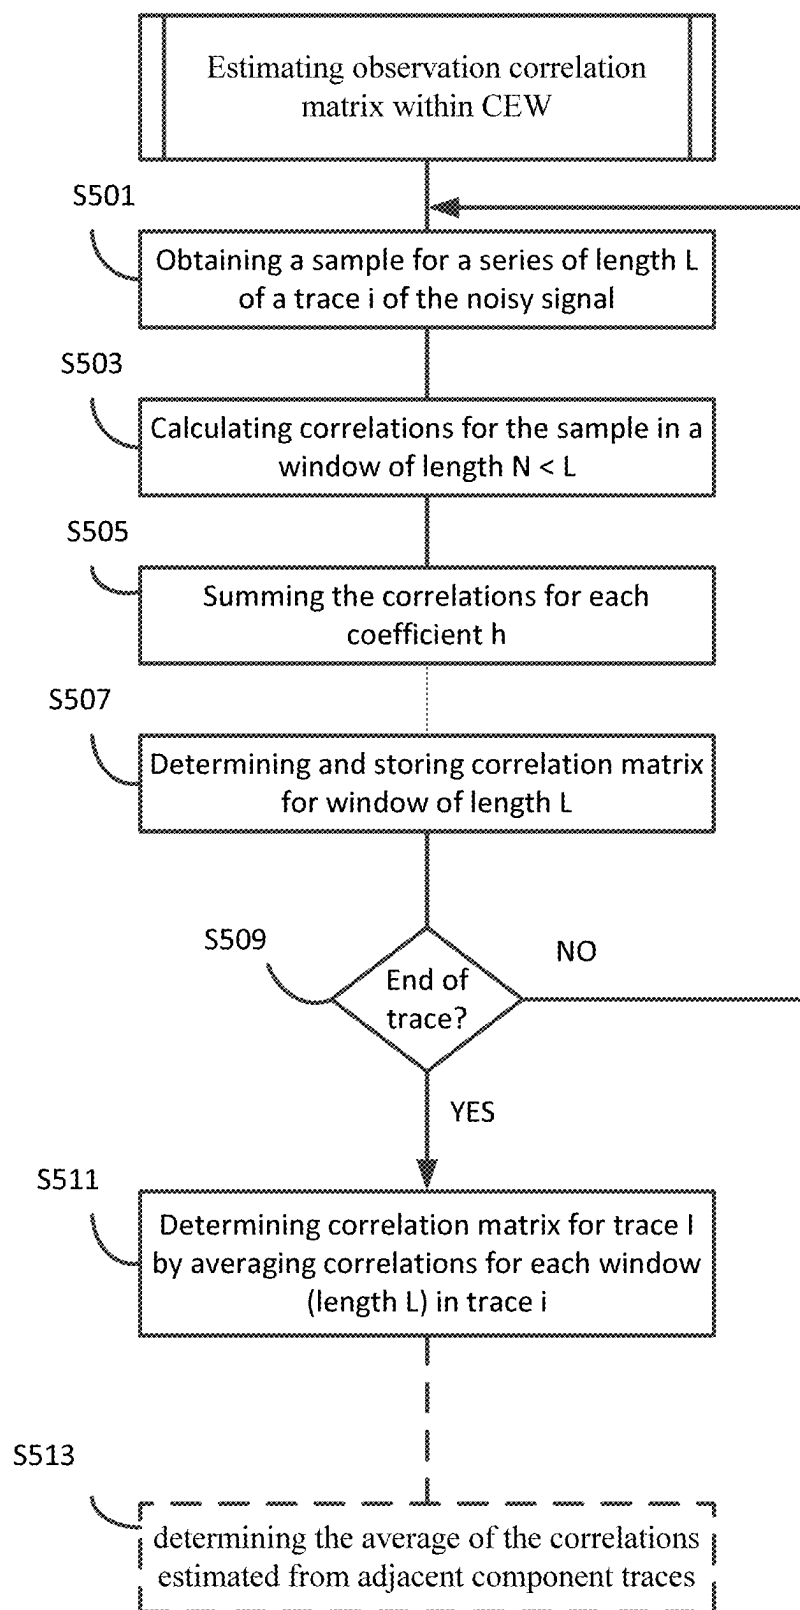 Estimating observation correlation
matrix within CEW
S501
Obtaining a sample for a series of length L
of a trace i of the noisy signal
S503
Calculating correlations for the sample in a
window of length N < L
S505
Summing the correlations for each
coefficient h
S507
Determining and storing correlation matrix
for window of length L
S509
End of
trace?
NO
YES
S511
Determining correlation matrix for trace I
by averaging correlations for each window
(length L) in trace i
S513
determining the average of the correlations
estimated from adjacent component traces